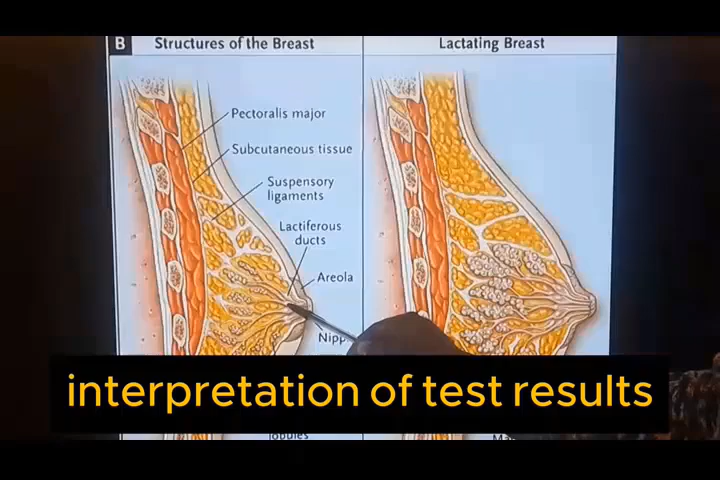 B Structures of the Breast
Lactating Breast
Pectoralis major
Subcutaneous tissue
Suspensory
ligaments
Lactiferous
ducts
Areola
interpretation of test results